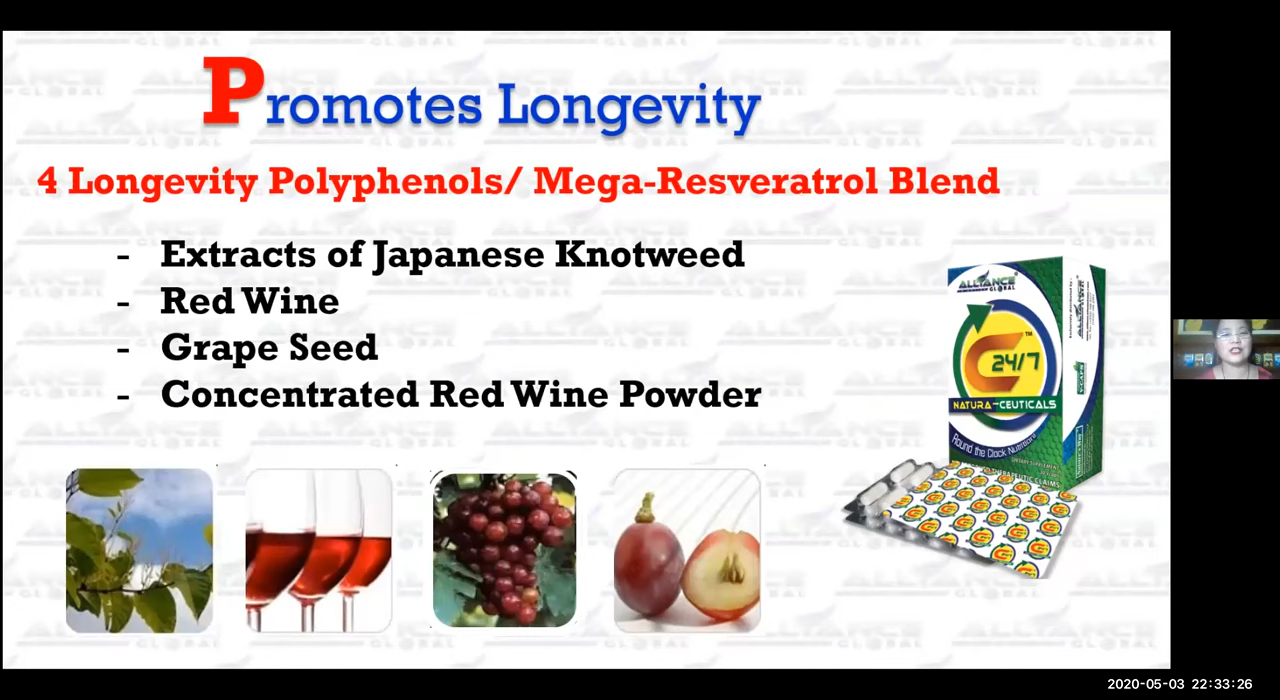 Promotes Longevity
4 Longevity Polyphenols/ Mega-Resveratrol Blend
- Extracts of Japanese Knotweed
- Red Wine
- Grape Seed
- Concentrated Red Wine Powder
ALLIANCE
GLOBAL
C 24/7
NATURA-CEUTICALS
Round the Clock Nutrition
2020-05-03 22:33:26